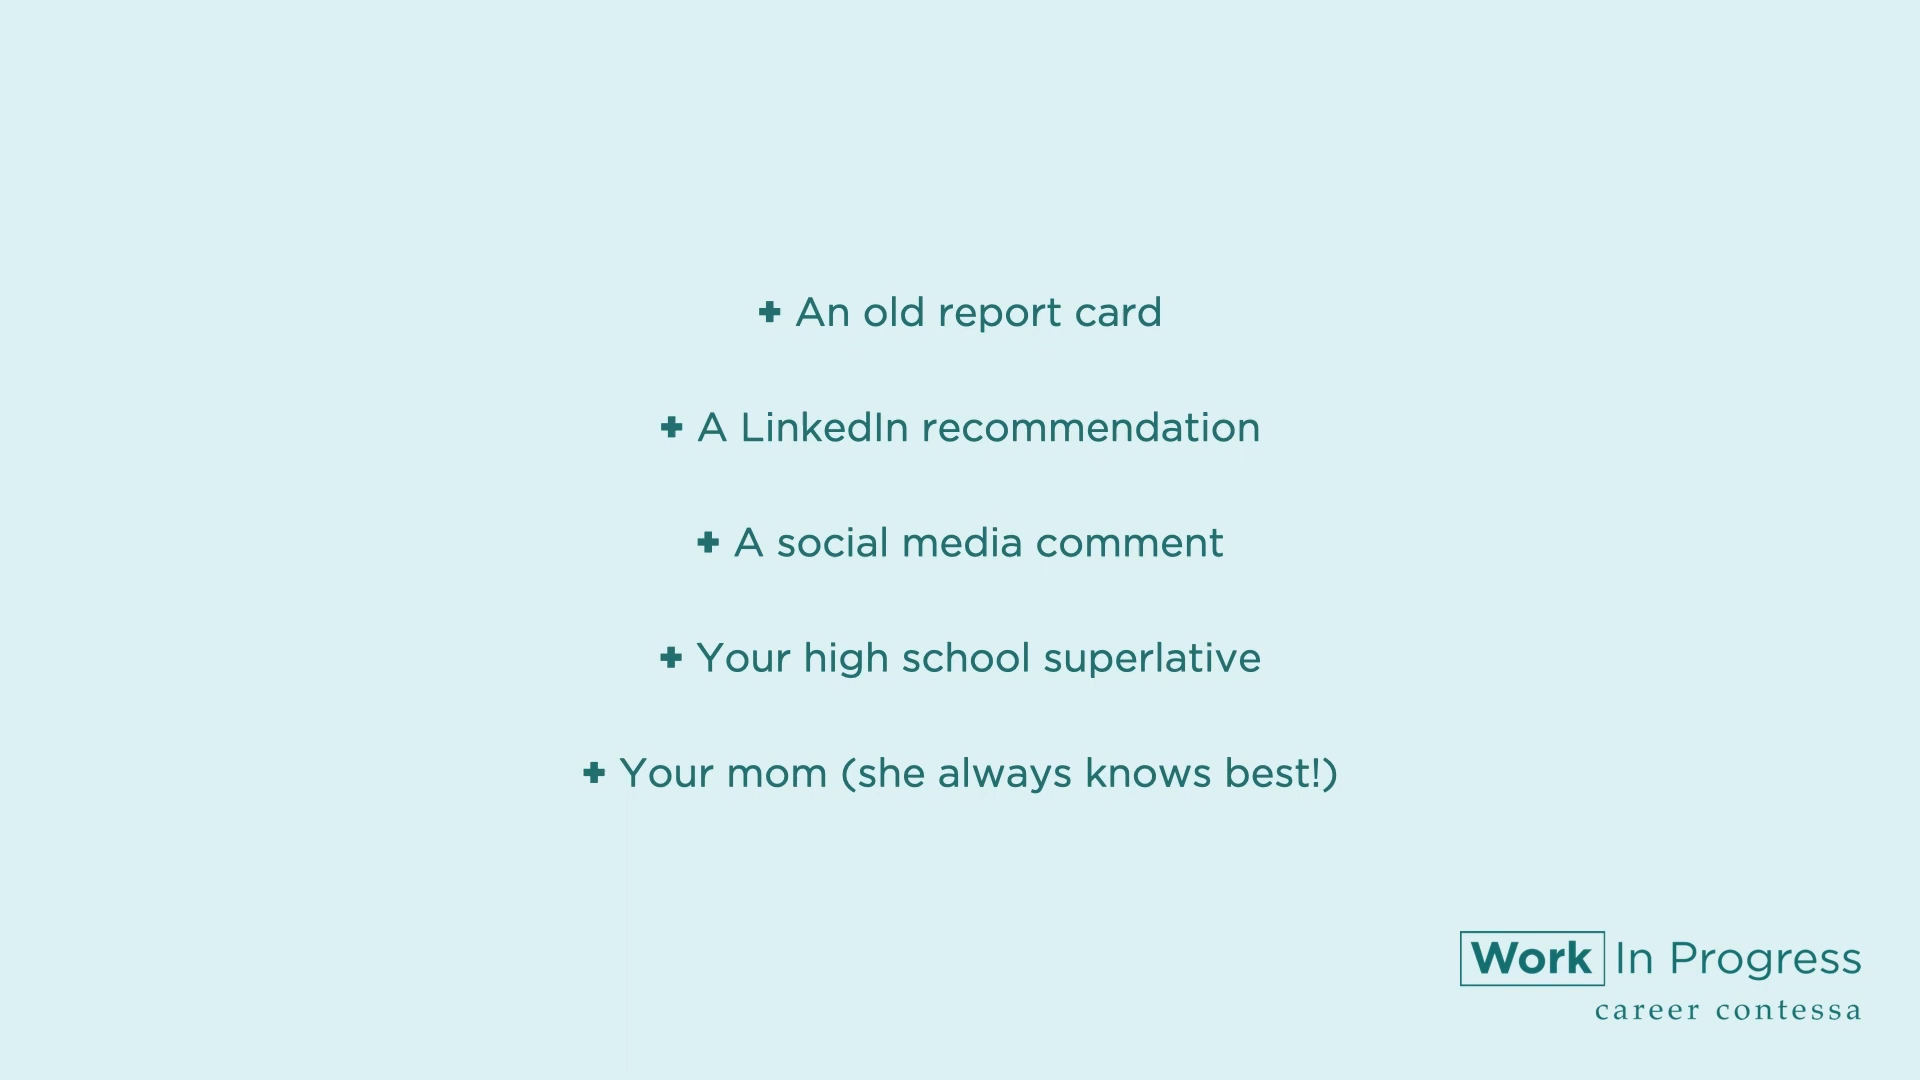 + An old report card
+ A LinkedIn recommendation
+ A social media comment
+ Your high school superlative
+ Your mom (she always knows best!)
Work In Progress
career contessa